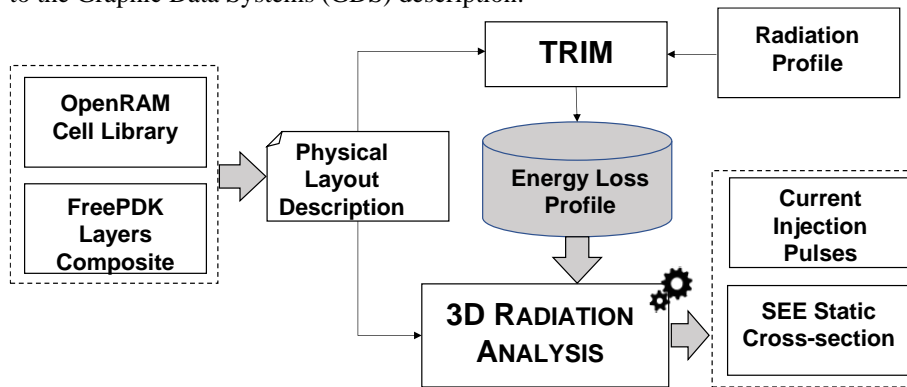 to the Graphic Data Systems (GDS) description.
TRIM
Radiation
Profile
OpenRAM
Cell Library
FreePDK
Layers
Composite
Physical
Layout
Description
Energy Loss
Profile
3D RADIATION
ANALYSIS
Current
Injection
Pulses
SEE Static
Cross-section